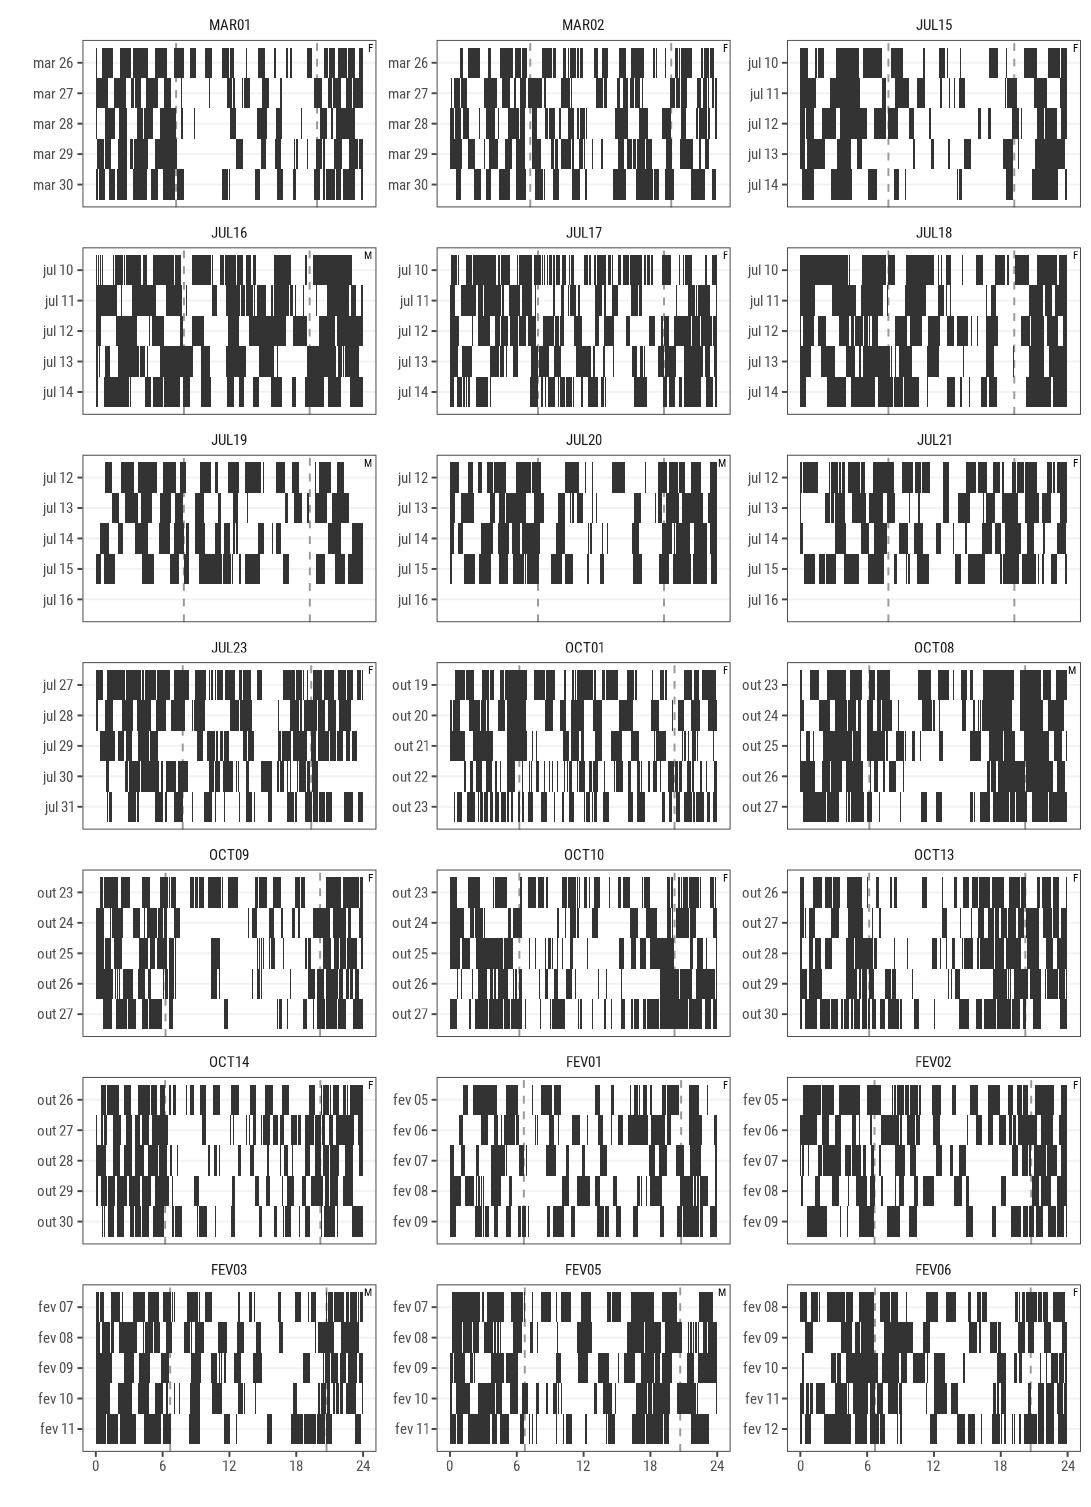 MAR01 MAR02 JUL15
F F F
mar 26 mar 26 jul 10
mar 27 mar 27 jul 11
mar 28 mar 28 jul 12
mar 29 mar 29 jul 13
mar 30 mar 30 jul 14
JUL16 JUL17 JUL18
M F F
jul 10 jul 10 jul 10
jul 11 jul 11 jul 11
jul 12 jul 12 jul 12
jul 13 jul 13 jul 13
jul 14 jul 14 jul 14
JUL19 JUL20 JUL21
M M F
jul 12 jul 12 jul 12
jul 13 jul 13 jul 13
jul 14 jul 14 jul 14
jul 15 jul 15 jul 15
jul 16 jul 16 jul 16
JUL23 OCT01 OCT08
F F M
jul 27 out 19 out 23
jul 28 out 20 out 24
jul 29 out 21 out 25
jul 30 out 22 out 26
jul 31 out 23 out 27
OCT09 OCT10 OCT13
F F F
out 23 out 23 out 26
out 24 out 24 out 27
out 25 out 25 out 28
out 26 out 26 out 29
out 27 out 27 out 30
OCT14 FEV01 FEV02
F F F
out 26 fev 05 fev 05
out 27 fev 06 fev 06
out 28 fev 07 fev 07
out 29 fev 08 fev 08
out 30 fev 09 fev 09
FEV03 FEV05 FEV06
M M F
fev 07 fev 07 fev 08
fev 08 fev 08 fev 09
fev 09 fev 09 fev 10
fev 10 fev 10 fev 11
fev 11 fev 11 fev 12
0 6 12 18 24 0 6 12 18 24 0 6 12 18 24